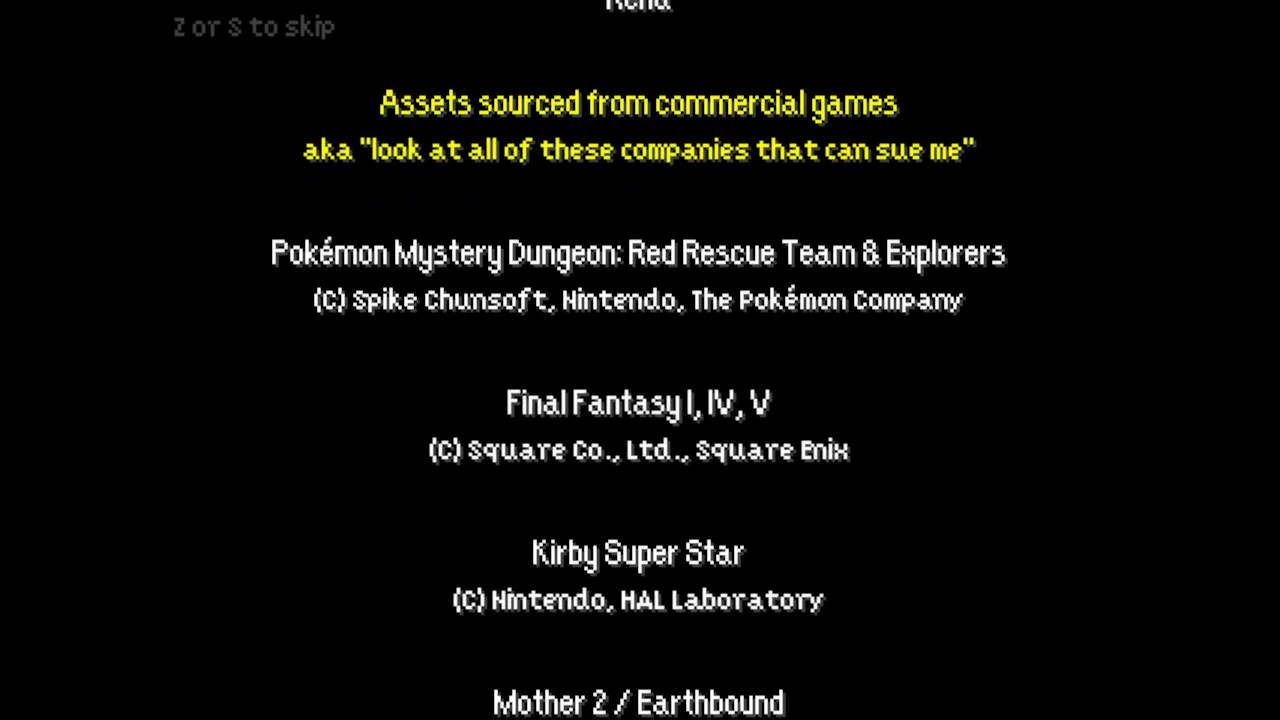 Z or S to skip
Assets sourced from commercial games
aka "look at all of these companies that can sue me"
Pokémon Mystery Dungeon: Red Rescue Team & Explorers
(C) Spike Chunsoft, Nintendo, The Pokémon Company
Final Fantasy I, IV, V
(C) Square Co., Ltd., Square Enix
Kirby Super Star
(C) Nintendo, HAL Laboratory
Mother 2 / Earthbound